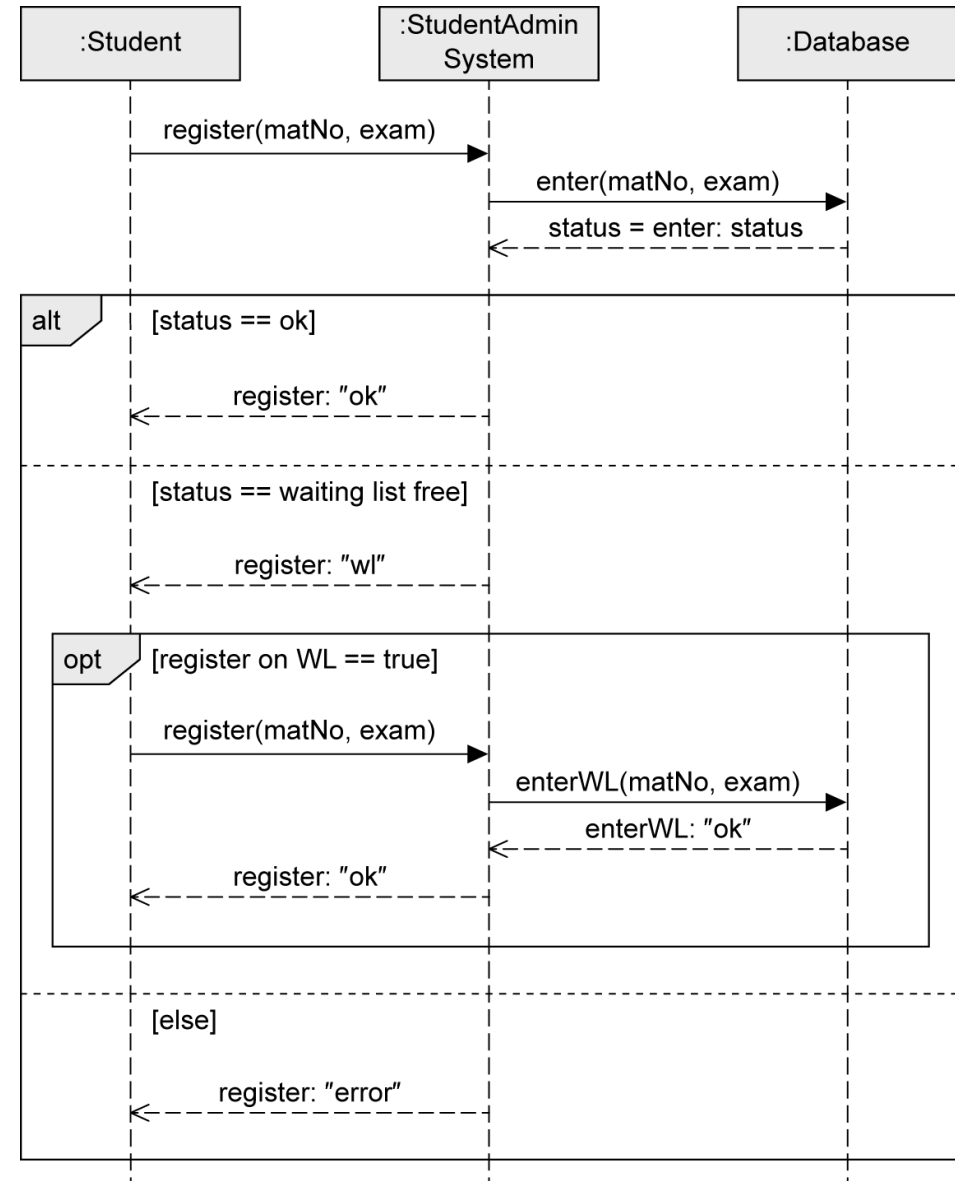 :Student
:StudentAdmin
System
:Database
register(matNo, exam)
enter(matNo, exam)
status = enter: status
alt
[status == ok]
register: "ok"
[status == waiting list free]
register: "wl"
opt
[register on WL == true]
register(matNo, exam)
enterWL(matNo, exam)
enterWL: "ok"
register: "ok"
[else]
register: "error"